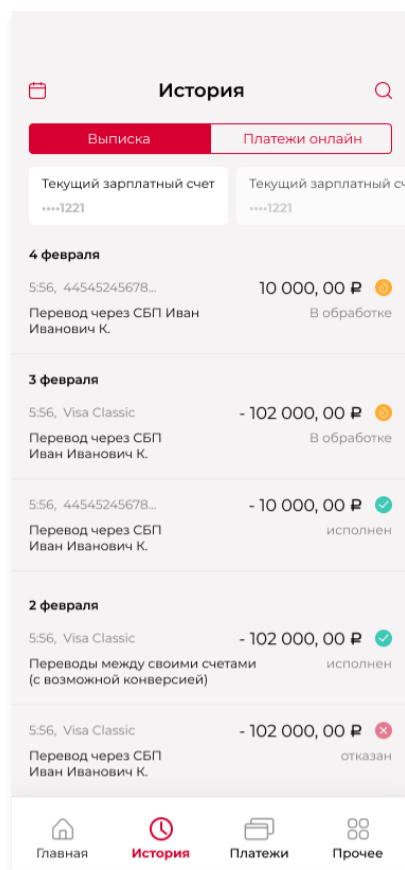 История
Выписка
Платежи онлайн
Текущий зарплатный счет
••••1221
Текущий зарплатный сч
••••1221
4 февраля
5:56, 44545245678...
10 000, 00 ₽
Перевод через СБП Иван
Иванович К.
В обработке
3 февраля
5:56, Visa Classic
- 102 000, 00 ₽
Перевод через СБП
Иван Иванович К.
В обработке
5:56, 44545245678...
- 10 000, 00 ₽
Перевод через СБП
Иван Иванович К.
исполнен
2 февраля
5:56, Visa Classic
- 102 000, 00 ₽
Переводы между своими счетами
(с возможной конверсией)
исполнен
5:56, Visa Classic
- 102 000, 00 ₽
Перевод через СБП
Иван Иванович К.
отказан
Главная
История
Платежи
Прочее